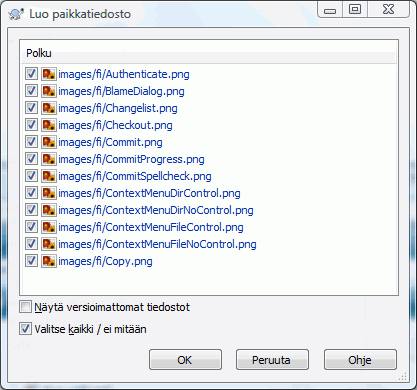 Luo paikkatiedosto
Polku
images/fi/Authenticate.png
images/fi/BlameDialog.png
images/fi/Changelist.png
images/fi/Checkout.png
images/fi/Commit.png
images/fi/CommitProgress.png
images/fi/CommitSpellcheck.png
images/fi/ContextMenuDirControl.png
images/fi/ContextMenuDirNoControl.png
images/fi/ContextMenuFileControl.png
images/fi/ContextMenuFileNoControl.png
images/fi/Copy.png
Näytä versioimattomat tiedostot
Valitse kaikki / ei mitään
OK
Peruuta
Ohje